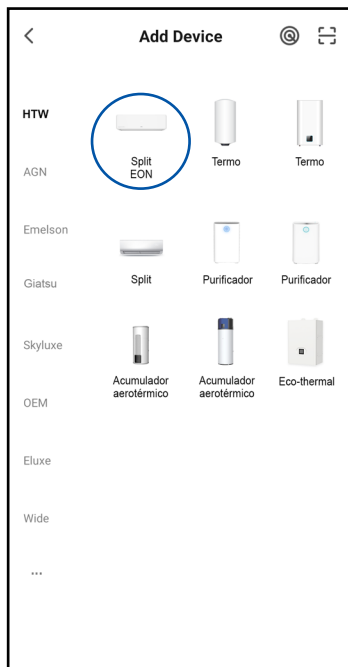 Add Device
HTW
AGN
Emelson
Giatsu
Skyluxe
OEM
Eluxe
Wide
...
Split
EON
Termo
Termo
Split
Purificador
Purificador
Acumulador
aerotérmico
Acumulador
aerotérmico
Eco-thermal